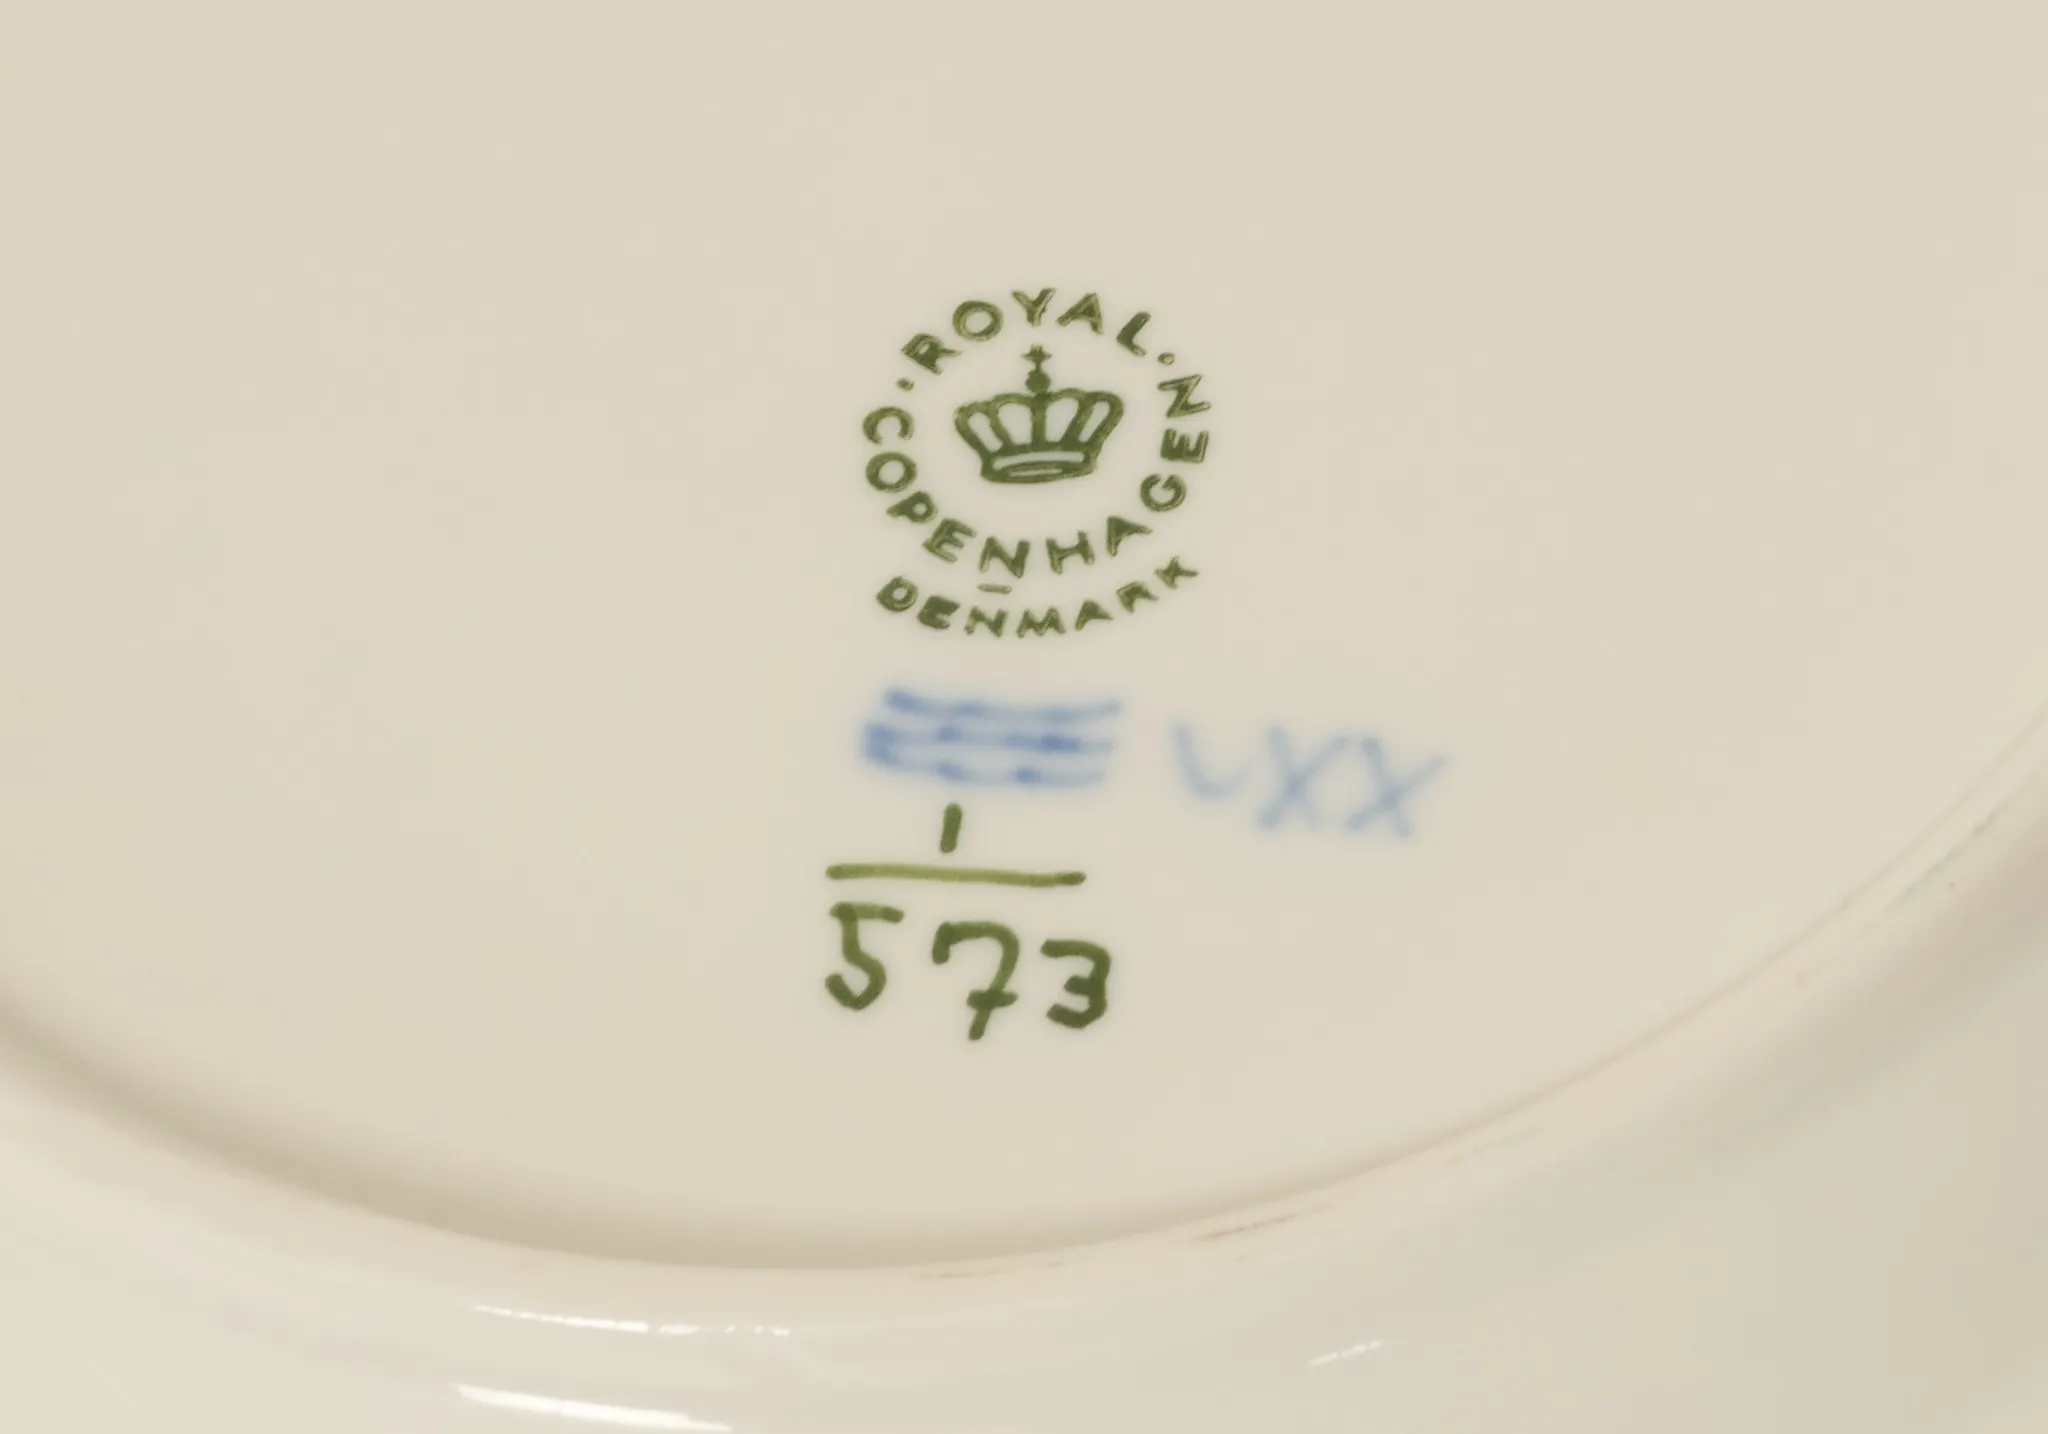 · ROYAL ·
COPENHAGEN
DENMARK
1
573